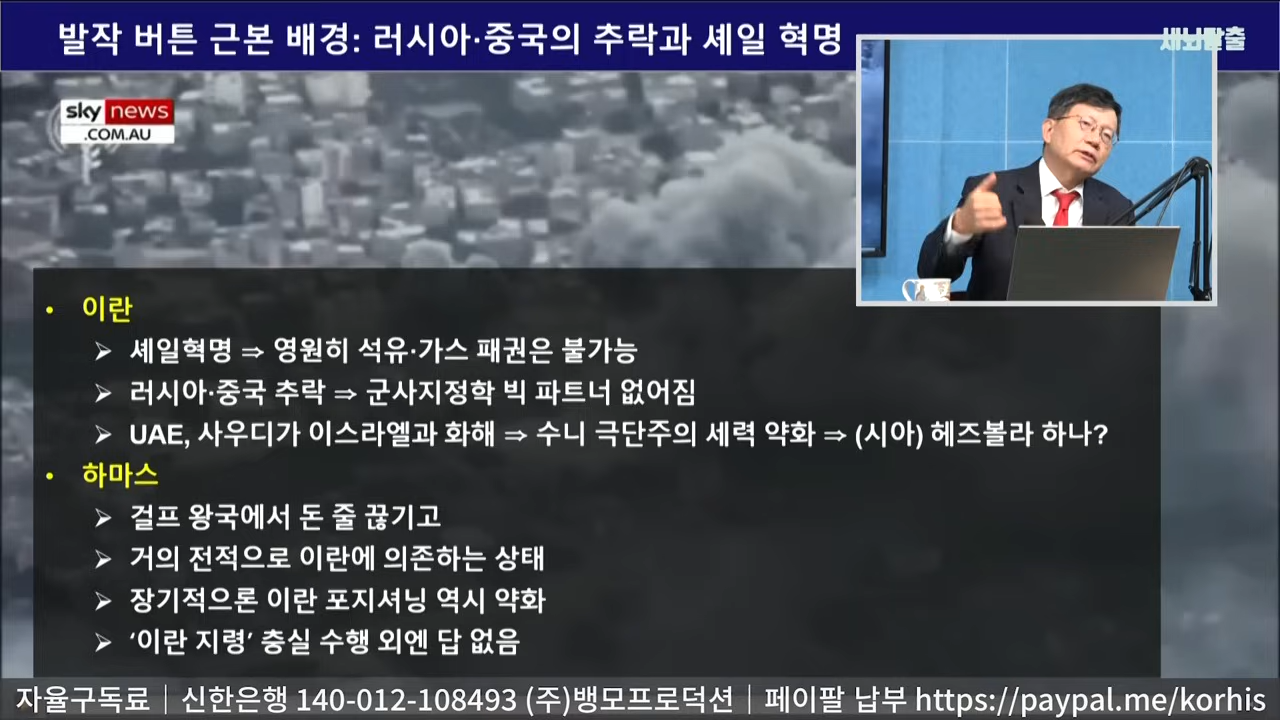 발작 버튼 근본 배경: 러시아·중국의 추락과 셰일 혁명
세뇌탈출
sky news
.COM.AU
• 이란
➢ 셰일혁명 ⇒ 영원히 석유·가스 패권은 불가능
➢ 러시아·중국 추락 ⇒ 군사지정학 빅 파트너 없어짐
➢ UAE, 사우디가 이스라엘과 화해 ⇒ 수니 극단주의 세력 약화 ⇒ (시아) 헤즈볼라 하나?
• 하마스
➢ 걸프 왕국에서 돈 줄 끊기고
➢ 거의 전적으로 이란에 의존하는 상태
➢ 장기적으론 이란 포지셔닝 역시 약화
➢ ‘이란 지령’ 충실 수행 외엔 답 없음
자율구독료│신한은행 140-012-108493 (주)뱅모프로덕션│페이팔 납부 https://paypal.me/korhis